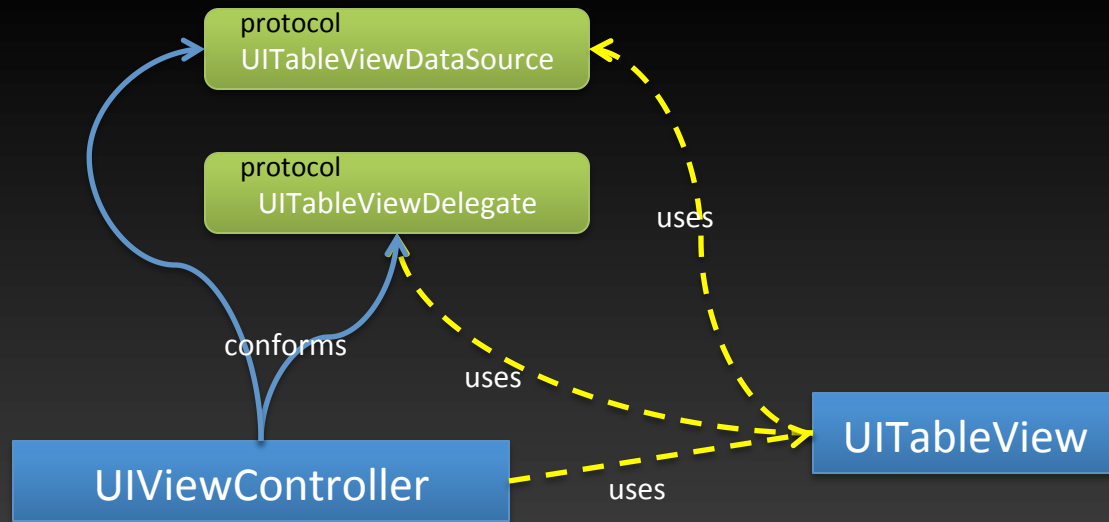 protocol
UITableViewDataSource
protocol
UITableViewDelegate
uses
conforms
uses
UITableView
UIViewController
uses